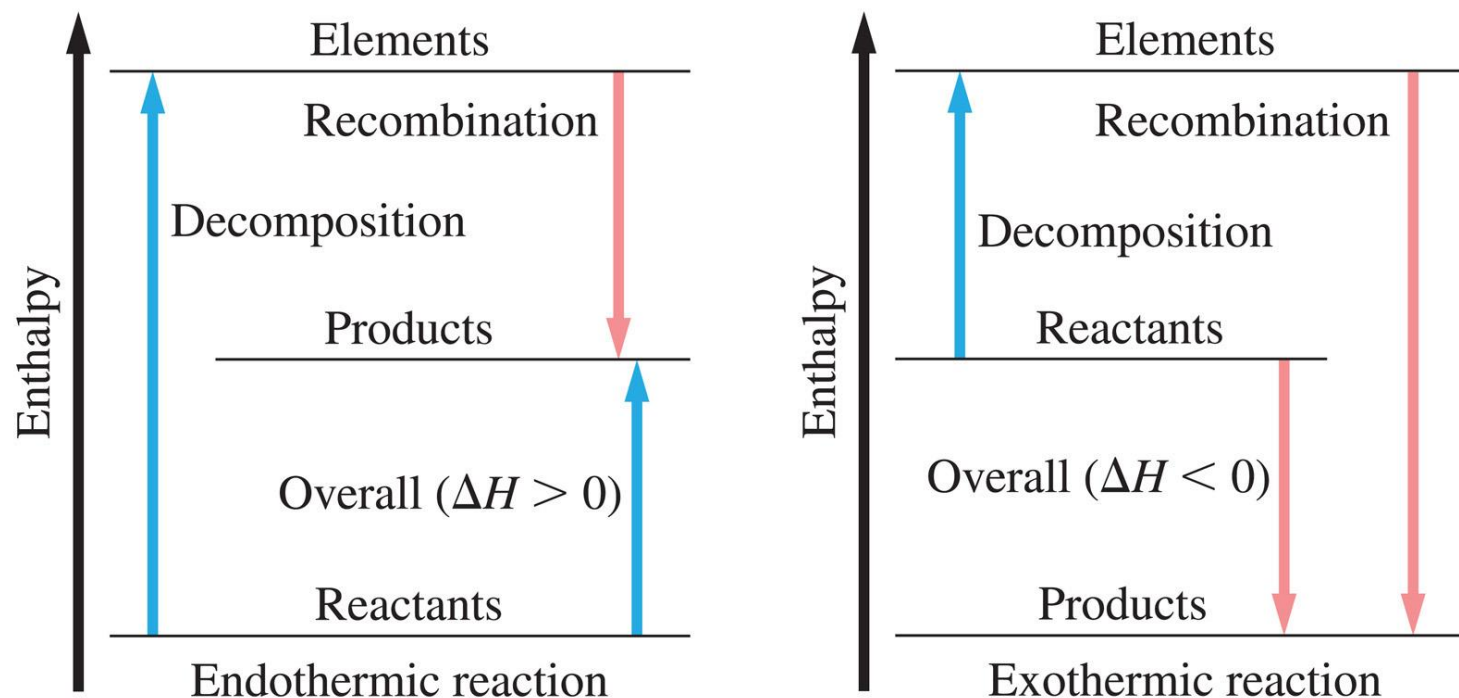 Elements
Recombination
Decomposition
Products
Enthalpy
Overall (ΔH > 0)
Reactants
Endothermic reaction
Elements
Recombination
Decomposition
Reactants
Enthalpy
Overall (ΔH < 0)
Products
Exothermic reaction